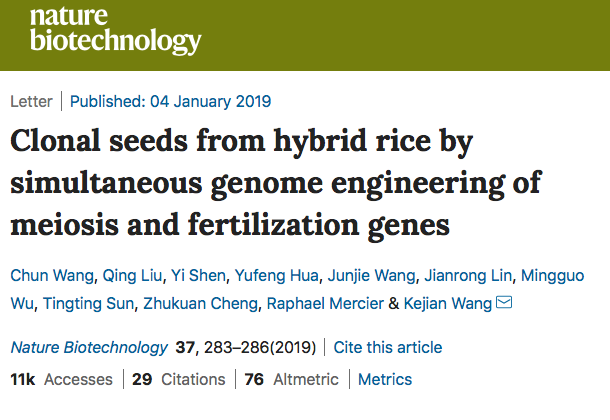 nature
biotechnology
Letter | Published: 04 January 2019
Clonal seeds from hybrid rice by
simultaneous genome engineering of
meiosis and fertilization genes
Chun Wang, Qing Liu, Yi Shen, Yufeng Hua, Junjie Wang, Jianrong Lin, Mingguo
Wu, Tingting Sun, Zhukuan Cheng, Raphael Mercier & Kejian Wang
Nature Biotechnology 37, 283–286(2019) | Cite this article
11k Accesses | 29 Citations | 76 Altmetric | Metrics